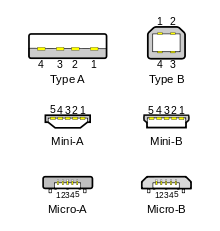 1 2
4 3 2 1
4 3
Type A
Type B
5 4 3 2 1
5 4 3 2 1
Mini-A
Mini-B
12345
12345
Micro-A
Micro-B